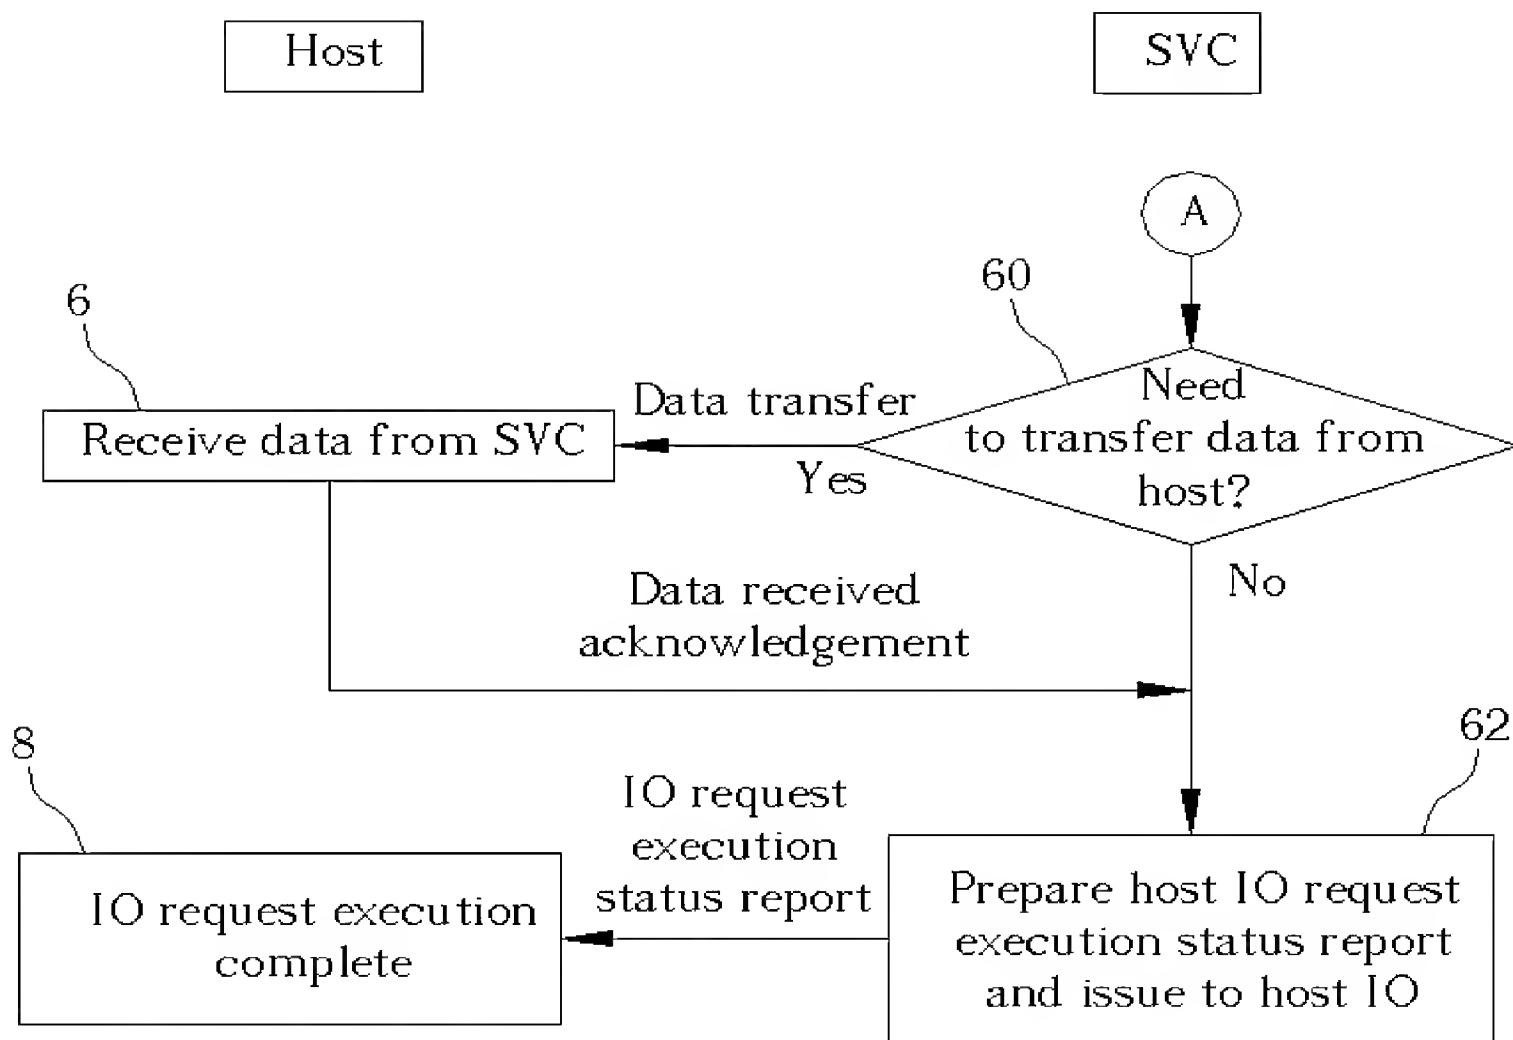 Host
SVC
A
60
6
Need
to transfer data from
host?
Data transfer
Yes
Receive data from SVC
No
Data received
acknowledgement
62
8
IO request
execution
status report
Prepare host IO request
execution status report
and issue to host IO
IO request execution
complete